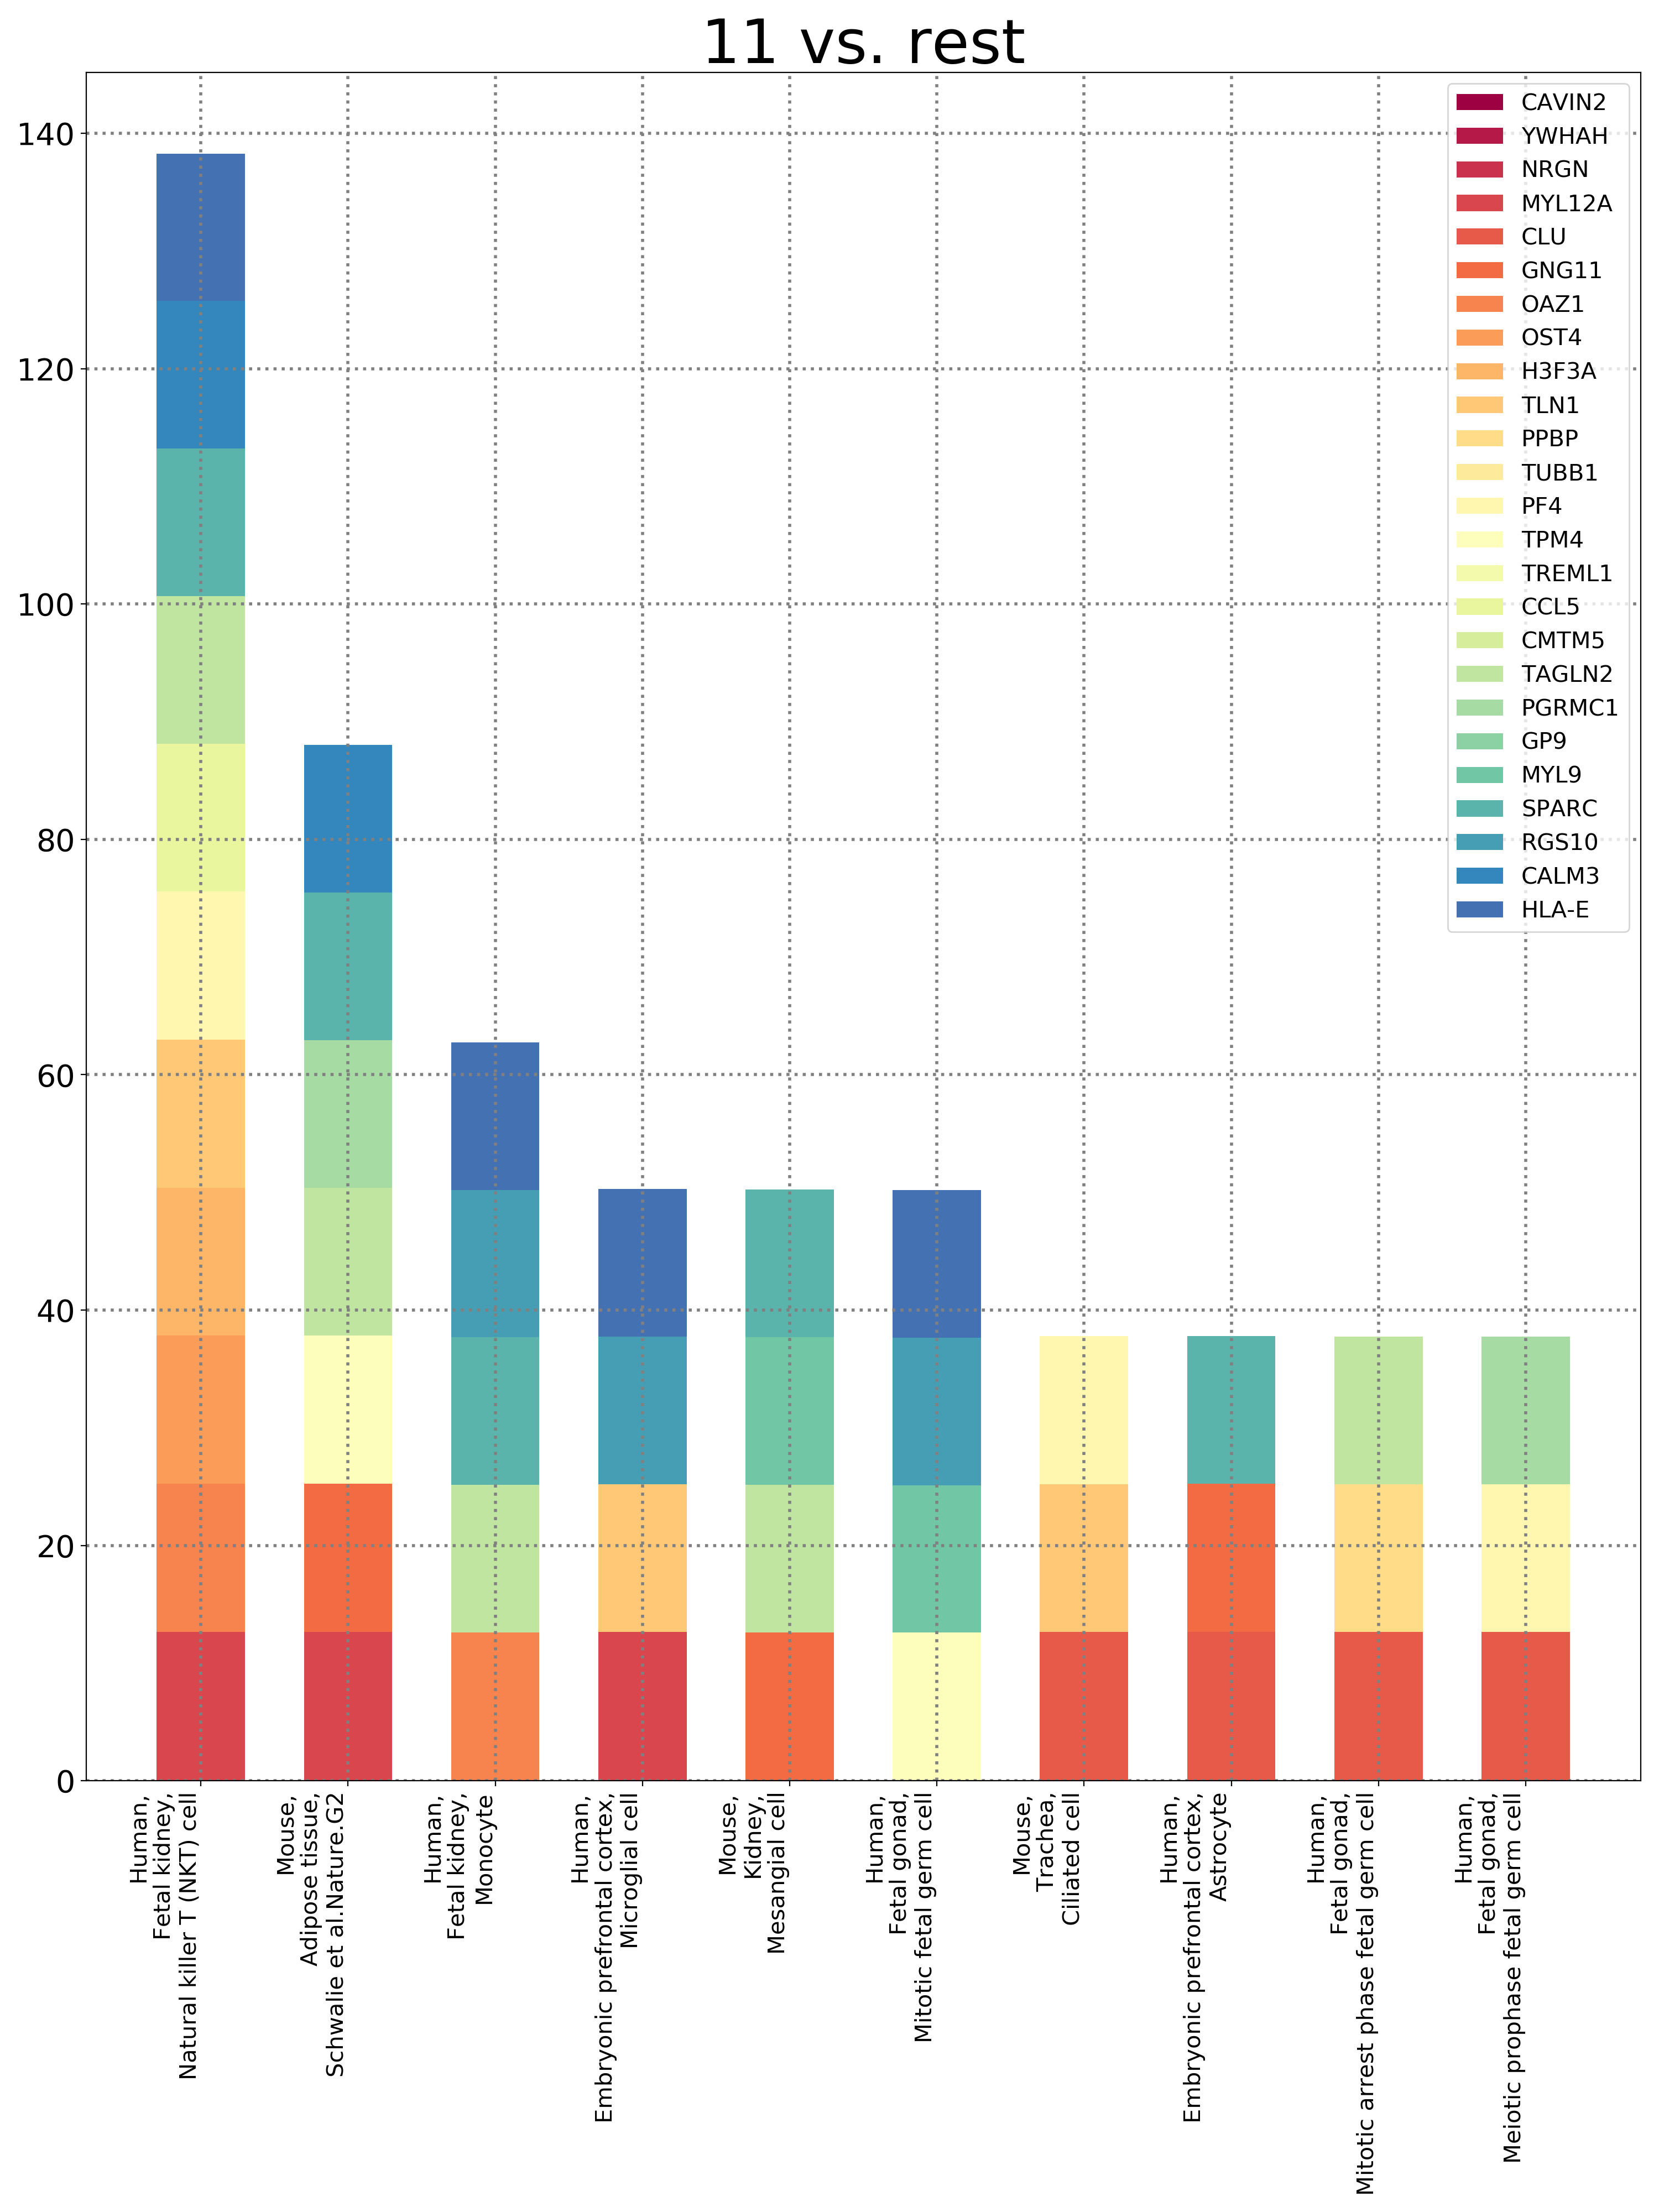 11 vs. rest
140
120
100
80
60
40
20
0
CAVIN2
YWHAH
NRGN
MYL12A
CLU
GNG11
OAZ1
OST4
H3F3A
TLN1
PPBP
TUBB1
PF4
TPM4
TREML1
CCL5
CMTM5
TAGLN2
PGRMC1
GP9
MYL9
SPARC
RGS10
CALM3
HLA-E
Human,
Fetal kidney,
Natural killer T (NKT) cell
Mouse,
Adipose tissue,
Schwalie et al.Nature.G2
Human,
Fetal kidney,
Monocyte
Human,
Embryonic prefrontal cortex,
Microglial cell
Mouse,
Kidney,
Mesangial cell
Human,
Fetal gonad,
Mitotic fetal germ cell
Mouse,
Trachea,
Ciliated cell
Human,
Embryonic prefrontal cortex,
Astrocyte
Human,
Fetal gonad,
Mitotic arrest phase fetal germ cell
Human,
Fetal gonad,
Meiotic prophase fetal germ cell